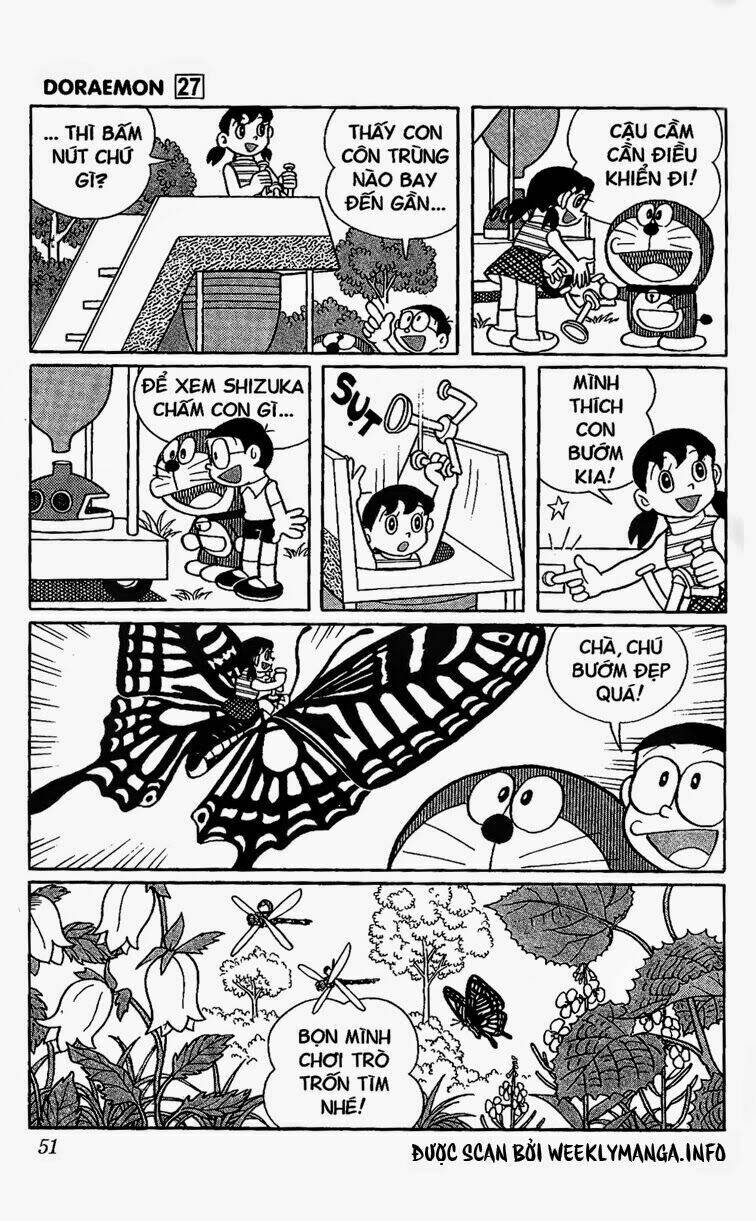 DORAEMON 27
CẬU CẦM
CẦN ĐIỀU
KHIỂN ĐI!
THẤY CON
CÔN TRÙNG
NÀO BAY
ĐẾN GẦN...
... THÌ BẤM
NÚT CHỨ
GÌ?
MÌNH
THÍCH
CON
BƯỚM
KIA!
SỤT
ĐỂ XEM SHIZUKA
CHẤM CON GÌ...
CHÀ, CHÚ
BƯỚM ĐẸP
QUÁ!
BỌN MÌNH
CHƠI TRÒ
TRỐN TÌM
NHÉ!
51
ĐƯỢC SCAN BỞI WEEKLYMANGA.INFO